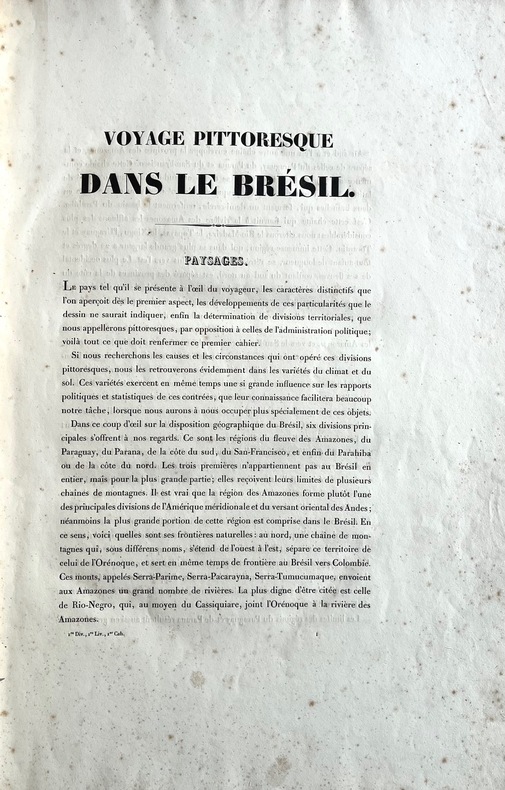 VOYAGE PITTORESQUE
DANS LE BRÉSIL.
PAYSAGES.
Le pays tel qu'il se présente à l'œil du voyageur, les caractères distinctifs que
l'on aperçoit dès le premier aspect, les développemens de ces particularités que le
dessin ne saurait indiquer, enfin la détermination de divisions territoriales, que
nous appellerons pittoresques, par opposition à celles de l'administration politique;
voilà tout ce que doit renfermer ce premier cahier.
Si nous recherchons les causes et les circonstances qui ont opéré ces divisions
pittoresques, nous les retrouverons évidemment dans les variétés du climat et du
sol. Ces variétés exercent en même temps une si grande influence sur les rapports
politiques et statistiques de ces contrées, que leur connaissance facilitera beaucoup
notre tâche, lorsque nous aurons à nous occuper plus spécialement de ces objets.
Dans ce coup d'œil sur la disposition géographique du Brésil, six divisions prin-
cipales s'offrent à nos regards. Ce sont les régions du fleuve des Amazones, du
Paraguay, du Parana, de la côte du sud, du San-Francisco, et enfin du Parahiba
ou de la côte du nord. Les trois premières n'appartiennent pas au Brésil en
entier, mais pour la plus grande partie; elles reçoivent leurs limites de plusieurs
chaînes de montagnes. Il est vrai que la région des Amazones forme plutôt l'une
des principales divisions de l'Amérique méridionale et du versant oriental des Andes;
néanmoins la plus grande portion de cette région est comprise dans le Brésil. En
ce sens, voici quelles sont ses frontières naturelles: au nord, une chaîne de mon-
tagnes qui, sous différens noms, s'étend de l'ouest à l'est, sépare ce territoire de
celui de l'Orénoque, et sert en même temps de frontière au Brésil vers Colombie.
Ces monts, appelés Serra-Parime, Serra-Pacarayna, Serra-Tumucumaque, envoient
aux Amazones un grand nombre de rivières. La plus digne d'être citée est celle
de Rio-Negro, qui, au moyen du Cassiquiare, joint l'Orénoque à la rivière des
Amazones.
1.re Div., 1.re Liv., 1.er Cah. 1